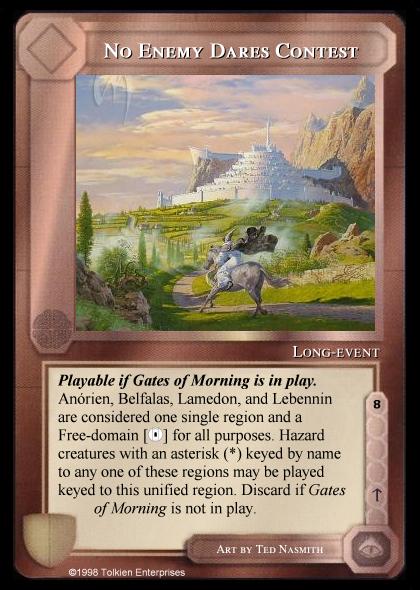 No Enemy Dares Contest
Long-event
Playable if Gates of Morning is in play.
Anórien, Belfalas, Lamedon, and Lebennin
are considered one single region and a
Free-domain [ ] for all purposes. Hazard
creatures with an asterisk (*) keyed by name
to any one of these regions may be played
keyed to this unified region. Discard if Gates
of Morning is not in play.
8
Art by Ted Nasmith
©1998 Tolkien Enterprises